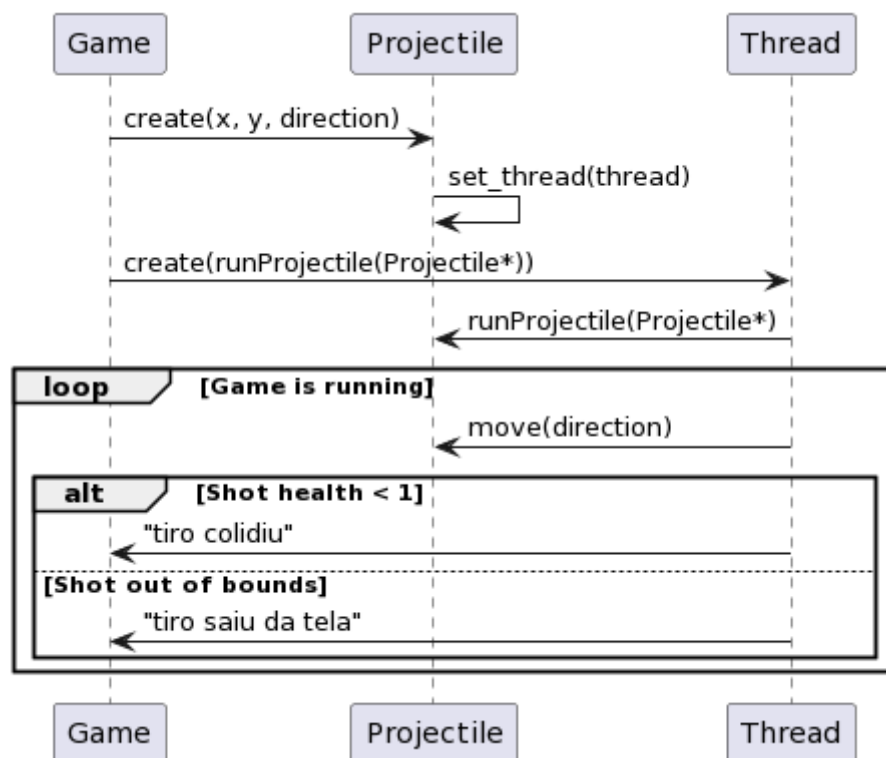 Game Projectile Thread
create(x, y, direction)
set_thread(thread)
create(runProjectile(Projectile*))
runProjectile(Projectile*)
loop [Game is running]
move(direction)
alt [Shot health < 1]
"tiro colidiu"
[Shot out of bounds]
"tiro saiu da tela"
Game Projectile Thread